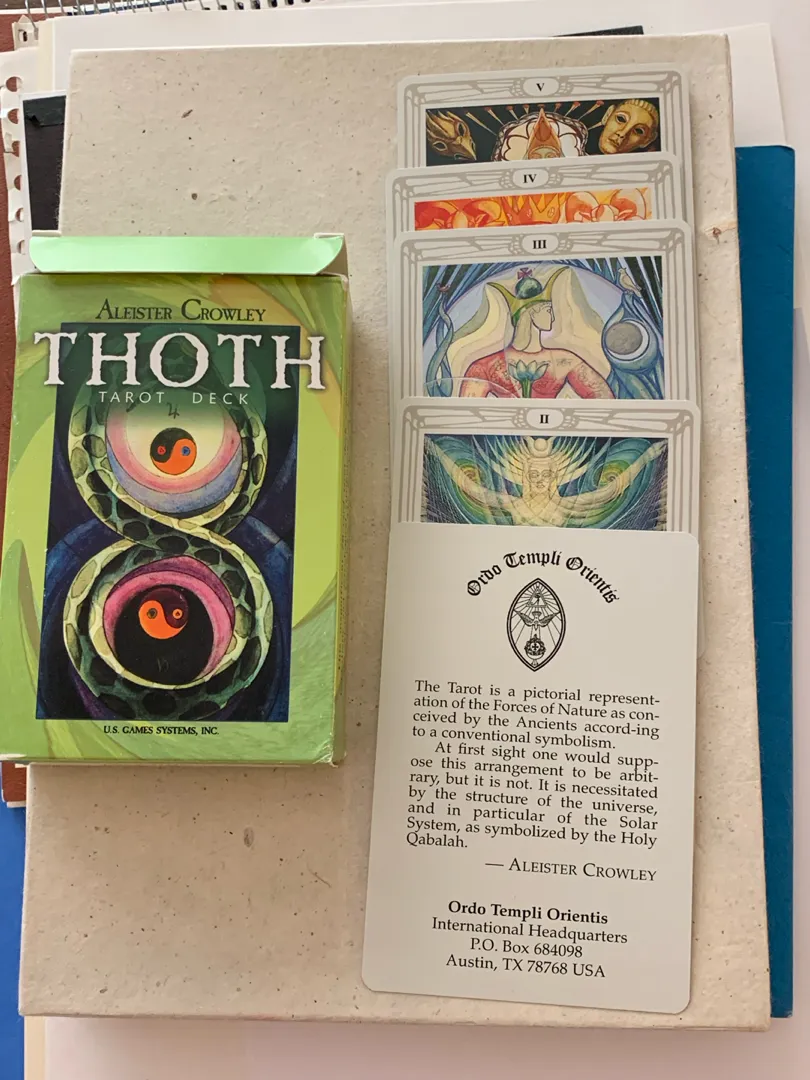 ALEISTER CROWLEY
THOTH
TAROT DECK
U.S. GAMES SYSTEMS, INC.
V
IV
III
II
Ordo Templi Orientis
The Tarot is a pictorial represent-
ation of the Forces of Nature as con-
ceived by the Ancients accord-ing
to a conventional symbolism.
At first sight one would supp-
ose this arrangement to be arbit-
rary, but it is not. It is necessitated
by the structure of the universe,
and in particular of the Solar
System, as symbolized by the Holy
Qabalah.
— ALEISTER CROWLEY
Ordo Templi Orientis
International Headquarters
P.O. Box 684098
Austin, TX 78768 USA